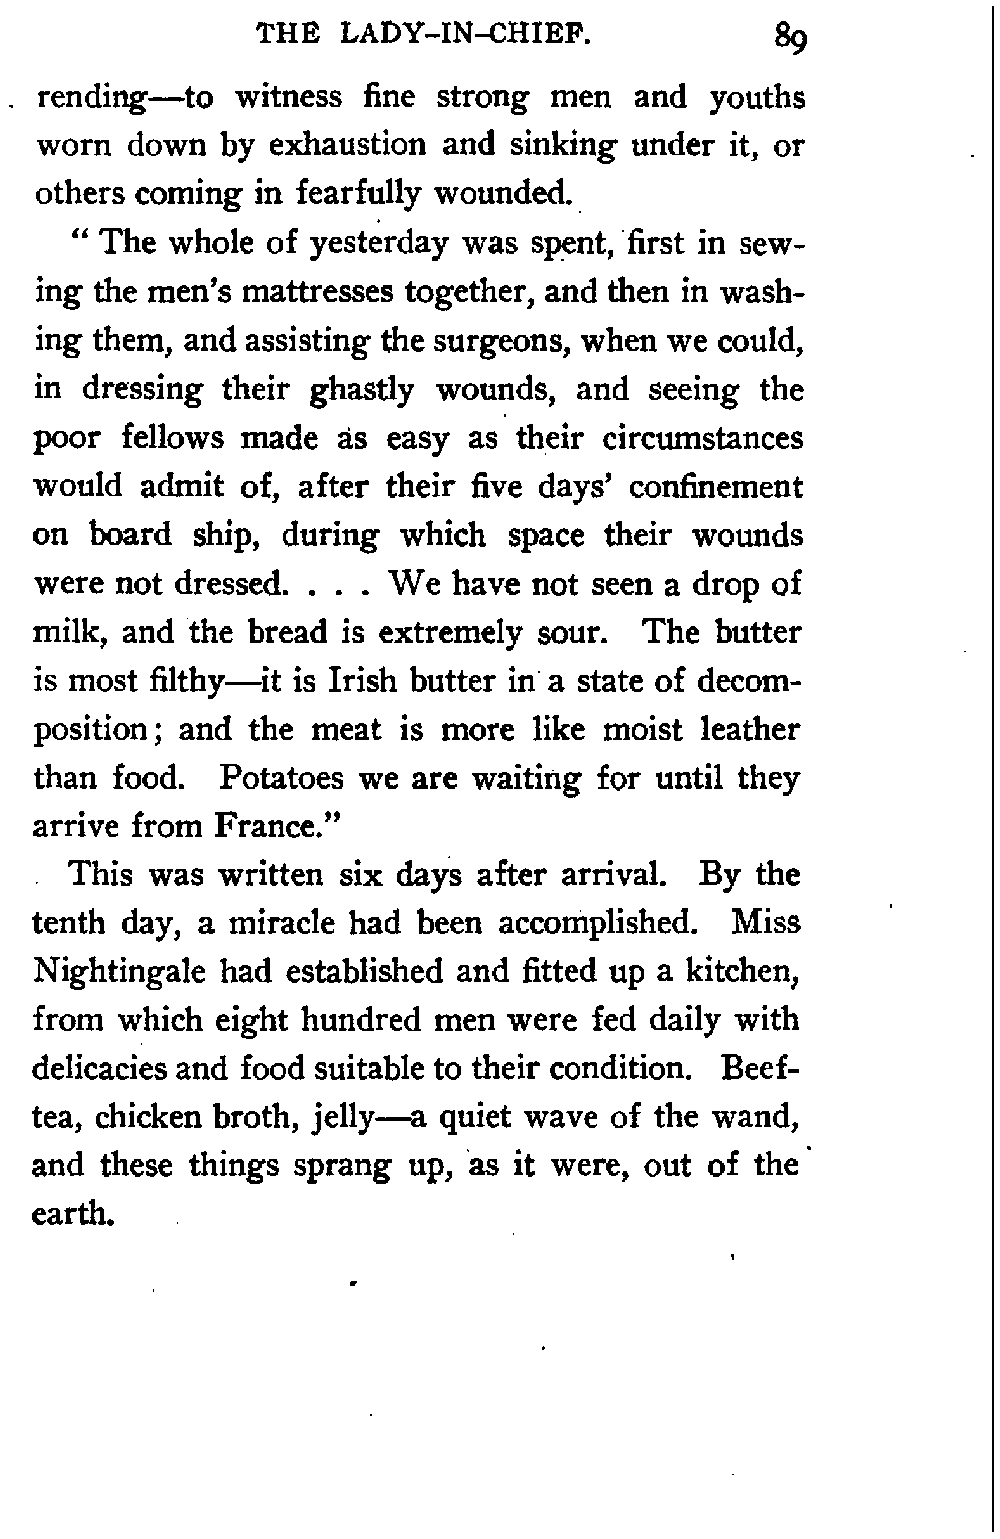 THE LADY-IN-CHIEF. 89
rending—to witness fine strong men and youths
worn down by exhaustion and sinking under it, or
others coming in fearfully wounded.
“ The whole of yesterday was spent, first in sew-
ing the men's mattresses together, and then in wash-
ing them, and assisting the surgeons, when we could,
in dressing their ghastly wounds, and seeing the
poor fellows made as easy as their circumstances
would admit of, after their five days' confinement
on board ship, during which space their wounds
were not dressed. . . . We have not seen a drop of
milk, and the bread is extremely sour. The butter
is most filthy—it is Irish butter in a state of decom-
position; and the meat is more like moist leather
than food. Potatoes we are waiting for until they
arrive from France.”
This was written six days after arrival. By the
tenth day, a miracle had been accomplished. Miss
Nightingale had established and fitted up a kitchen,
from which eight hundred men were fed daily with
delicacies and food suitable to their condition. Beef-
tea, chicken broth, jelly—a quiet wave of the wand,
and these things sprang up, as it were, out of the
earth.